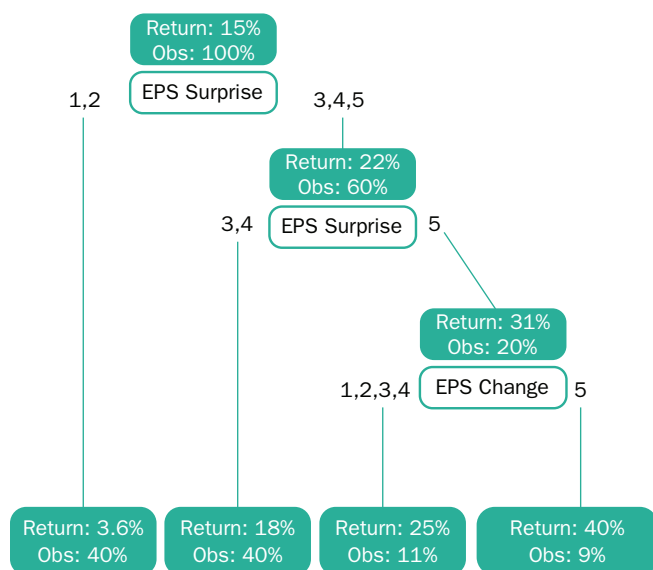 Return: 15%
Obs: 100%
EPS Surprise
1,2
3,4,5
Return: 22%
Obs: 60%
EPS Surprise
3,4
5
Return: 31%
Obs: 20%
EPS Change
1,2,3,4
5
Return: 3.6%
Obs: 40%
Return: 18%
Obs: 40%
Return: 25%
Obs: 11%
Return: 40%
Obs: 9%